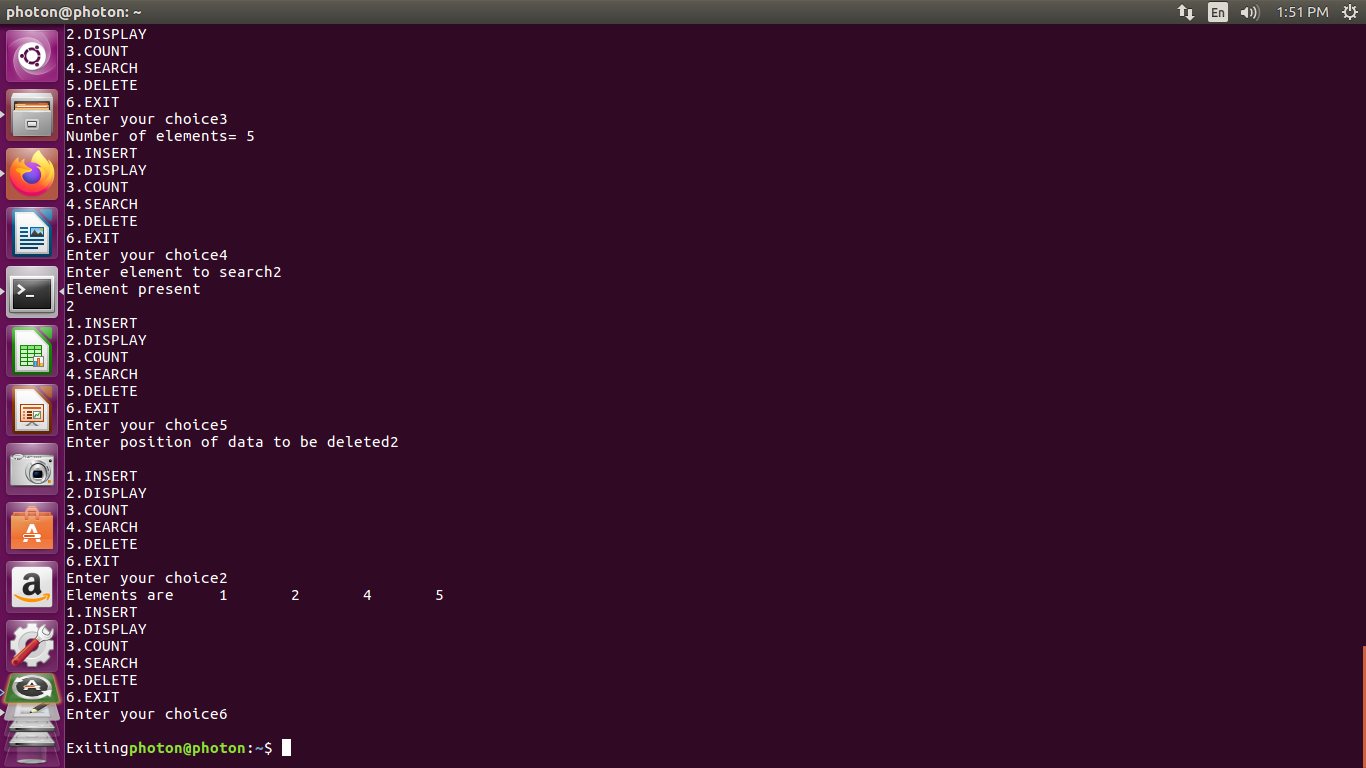 photon@photon: ~ En 1:51 PM
2.DISPLAY
3.COUNT
4.SEARCH
5.DELETE
6.EXIT
Enter your choice3
Number of elements= 5
1.INSERT
2.DISPLAY
3.COUNT
4.SEARCH
5.DELETE
6.EXIT
Enter your choice4
Enter element to search2
Element present
2
1.INSERT
2.DISPLAY
3.COUNT
4.SEARCH
5.DELETE
6.EXIT
Enter your choice5
Enter position of data to be deleted2
1.INSERT
2.DISPLAY
3.COUNT
4.SEARCH
5.DELETE
6.EXIT
Enter your choice2
Elements are 1 2 4 5
1.INSERT
2.DISPLAY
3.COUNT
4.SEARCH
5.DELETE
6.EXIT
Enter your choice6
Exitingphoton@photon:~$